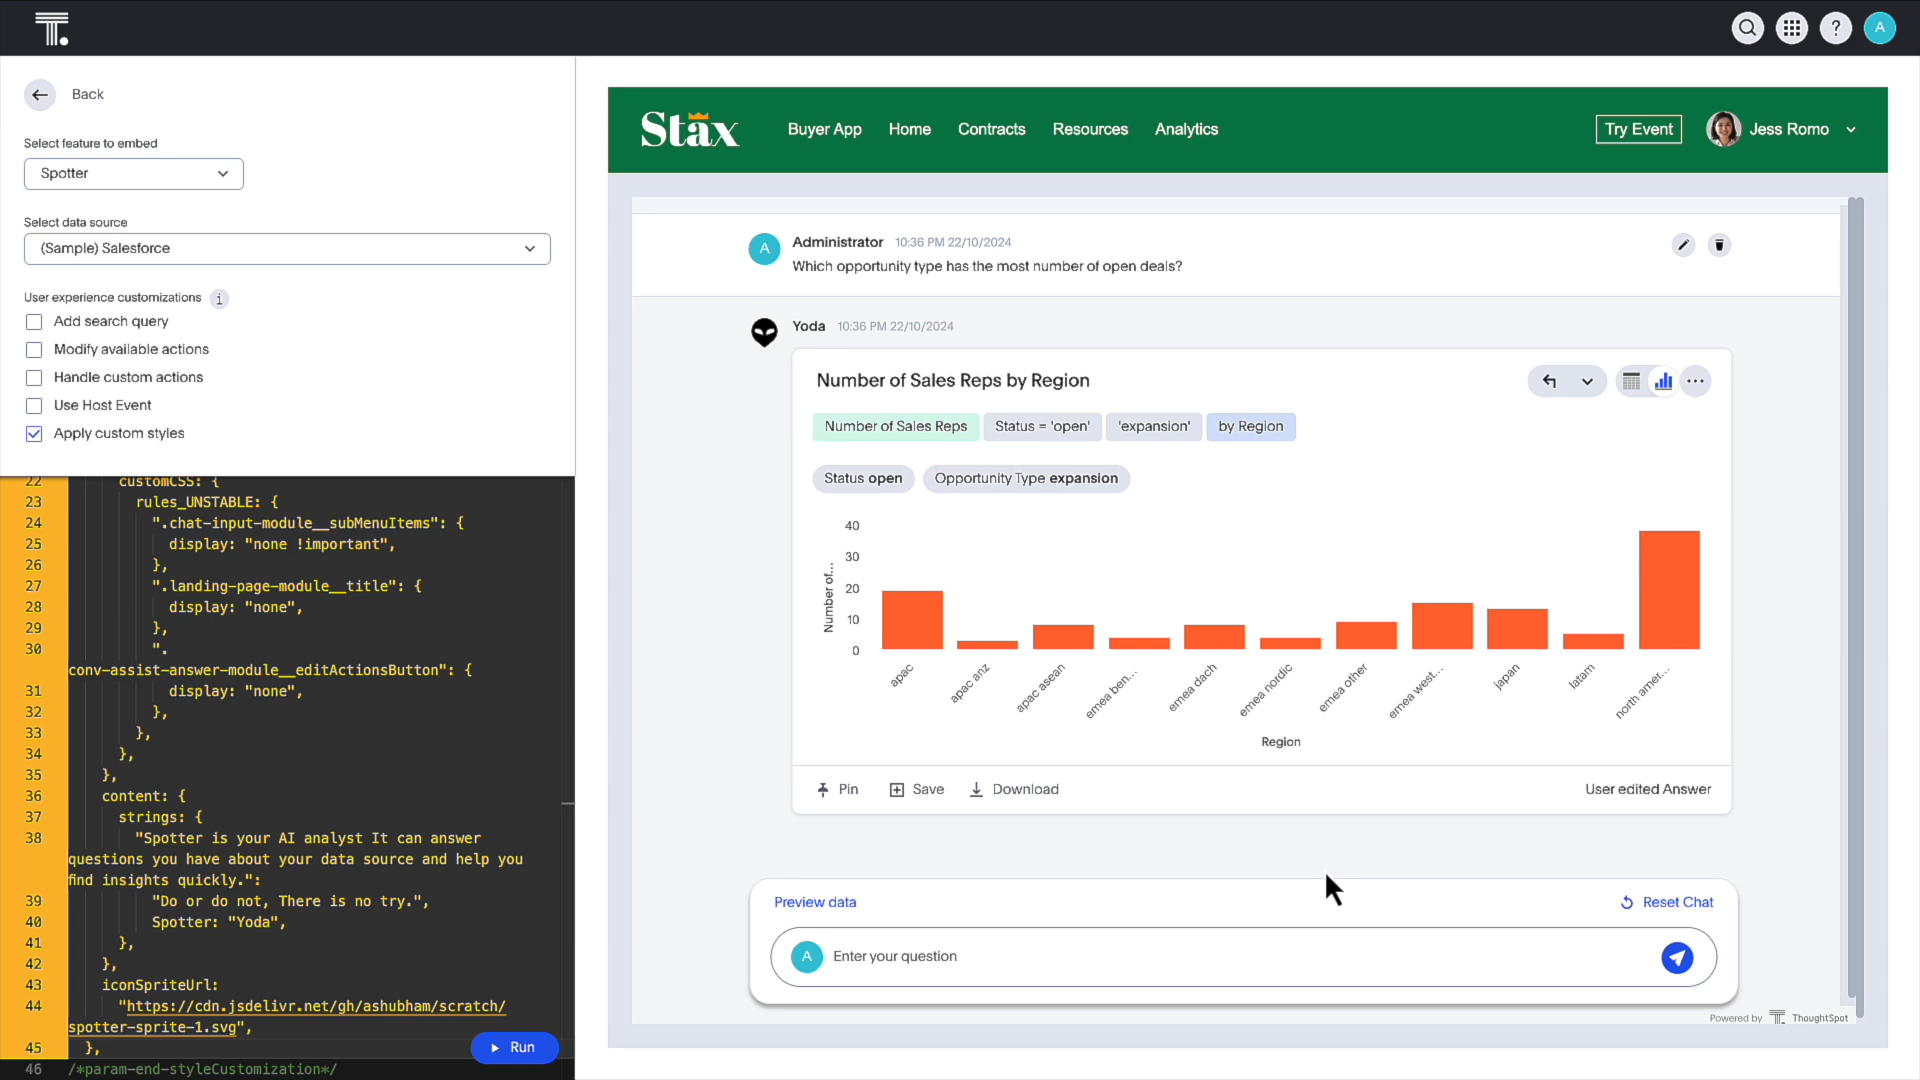 T.
A
Back
Select feature to embed
Spotter
Select data source
(Sample) Salesforce
User experience customizations i
Add search query
Modify available actions
Handle custom actions
Use Host Event
Apply custom styles
22 customCSS: {
23 rules_UNSTABLE: {
24 ".chat-input-module__subMenuItems": {
25 display: "none !important",
26 },
27 ".landing-page-module__title": {
28 display: "none",
29 },
30 ".
conv-assist-answer-module__editActionsButton": {
31 display: "none",
32 },
33 },
34 },
35 },
36 content: {
37 strings: {
38 "Spotter is your AI analyst It can answer
questions you have about your data source and help you
find insights quickly.":
39 "Do or do not, There is no try.",
40 Spotter: "Yoda",
41 },
42 },
43 iconSpriteUrl:
44 "https://cdn.jsdelivr.net/gh/ashubham/scratch/
spotter-sprite-1.svg",
45 },
46 /*param-end-styleCustomization*/
Run
Stax
Buyer App Home Contracts Resources Analytics
Try Event
Jess Romo
A Administrator 10:36 PM 22/10/2024
Which opportunity type has the most number of open deals?
Yoda 10:36 PM 22/10/2024
Number of Sales Reps by Region
Number of Sales Reps Status = 'open' 'expansion' by Region
Status open Opportunity Type expansion
Number of...
40
30
20
10
0
apac
apac anz
apac asean
emea ben...
emea dach
emea nordic
emea other
emea west...
japan
latam
north amer...
Region
Pin Save Download User edited Answer
Preview data Reset Chat
A Enter your question
Powered by T. ThoughtSpot